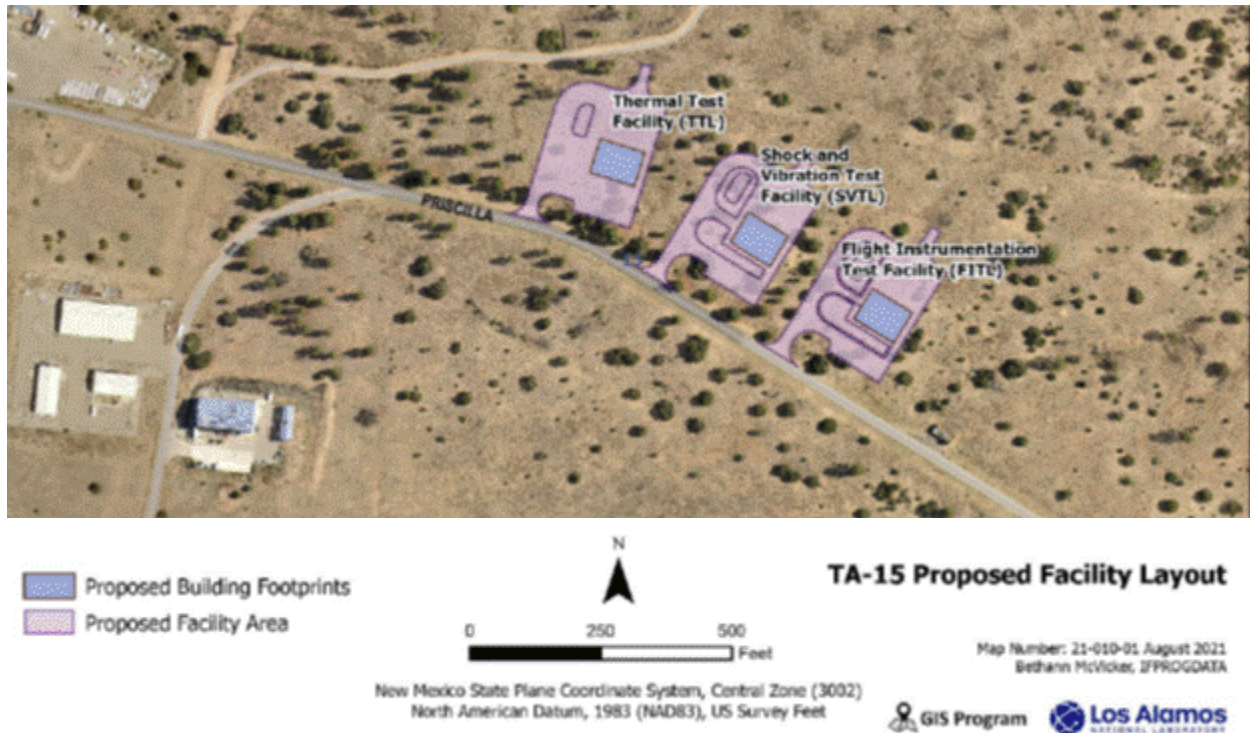 Thermal Test
Facility (TTL)
Shock and
Vibration Test
Facility (SVTL)
PRISCILLA
Flight Instrumentation
Test Facility (FITL)
Proposed Building Footprints
Proposed Facility Area
N
0 250 500
Feet
New Mexico State Plane Coordinate System, Central Zone (3002)
North American Datum, 1983 (NAD83), US Survey Feet
TA-15 Proposed Facility Layout
Map Number: 21-010-01 August 2021
Bethann McVicker, IFPROGDATA
GIS Program
Los Alamos
NATIONAL LABORATORY